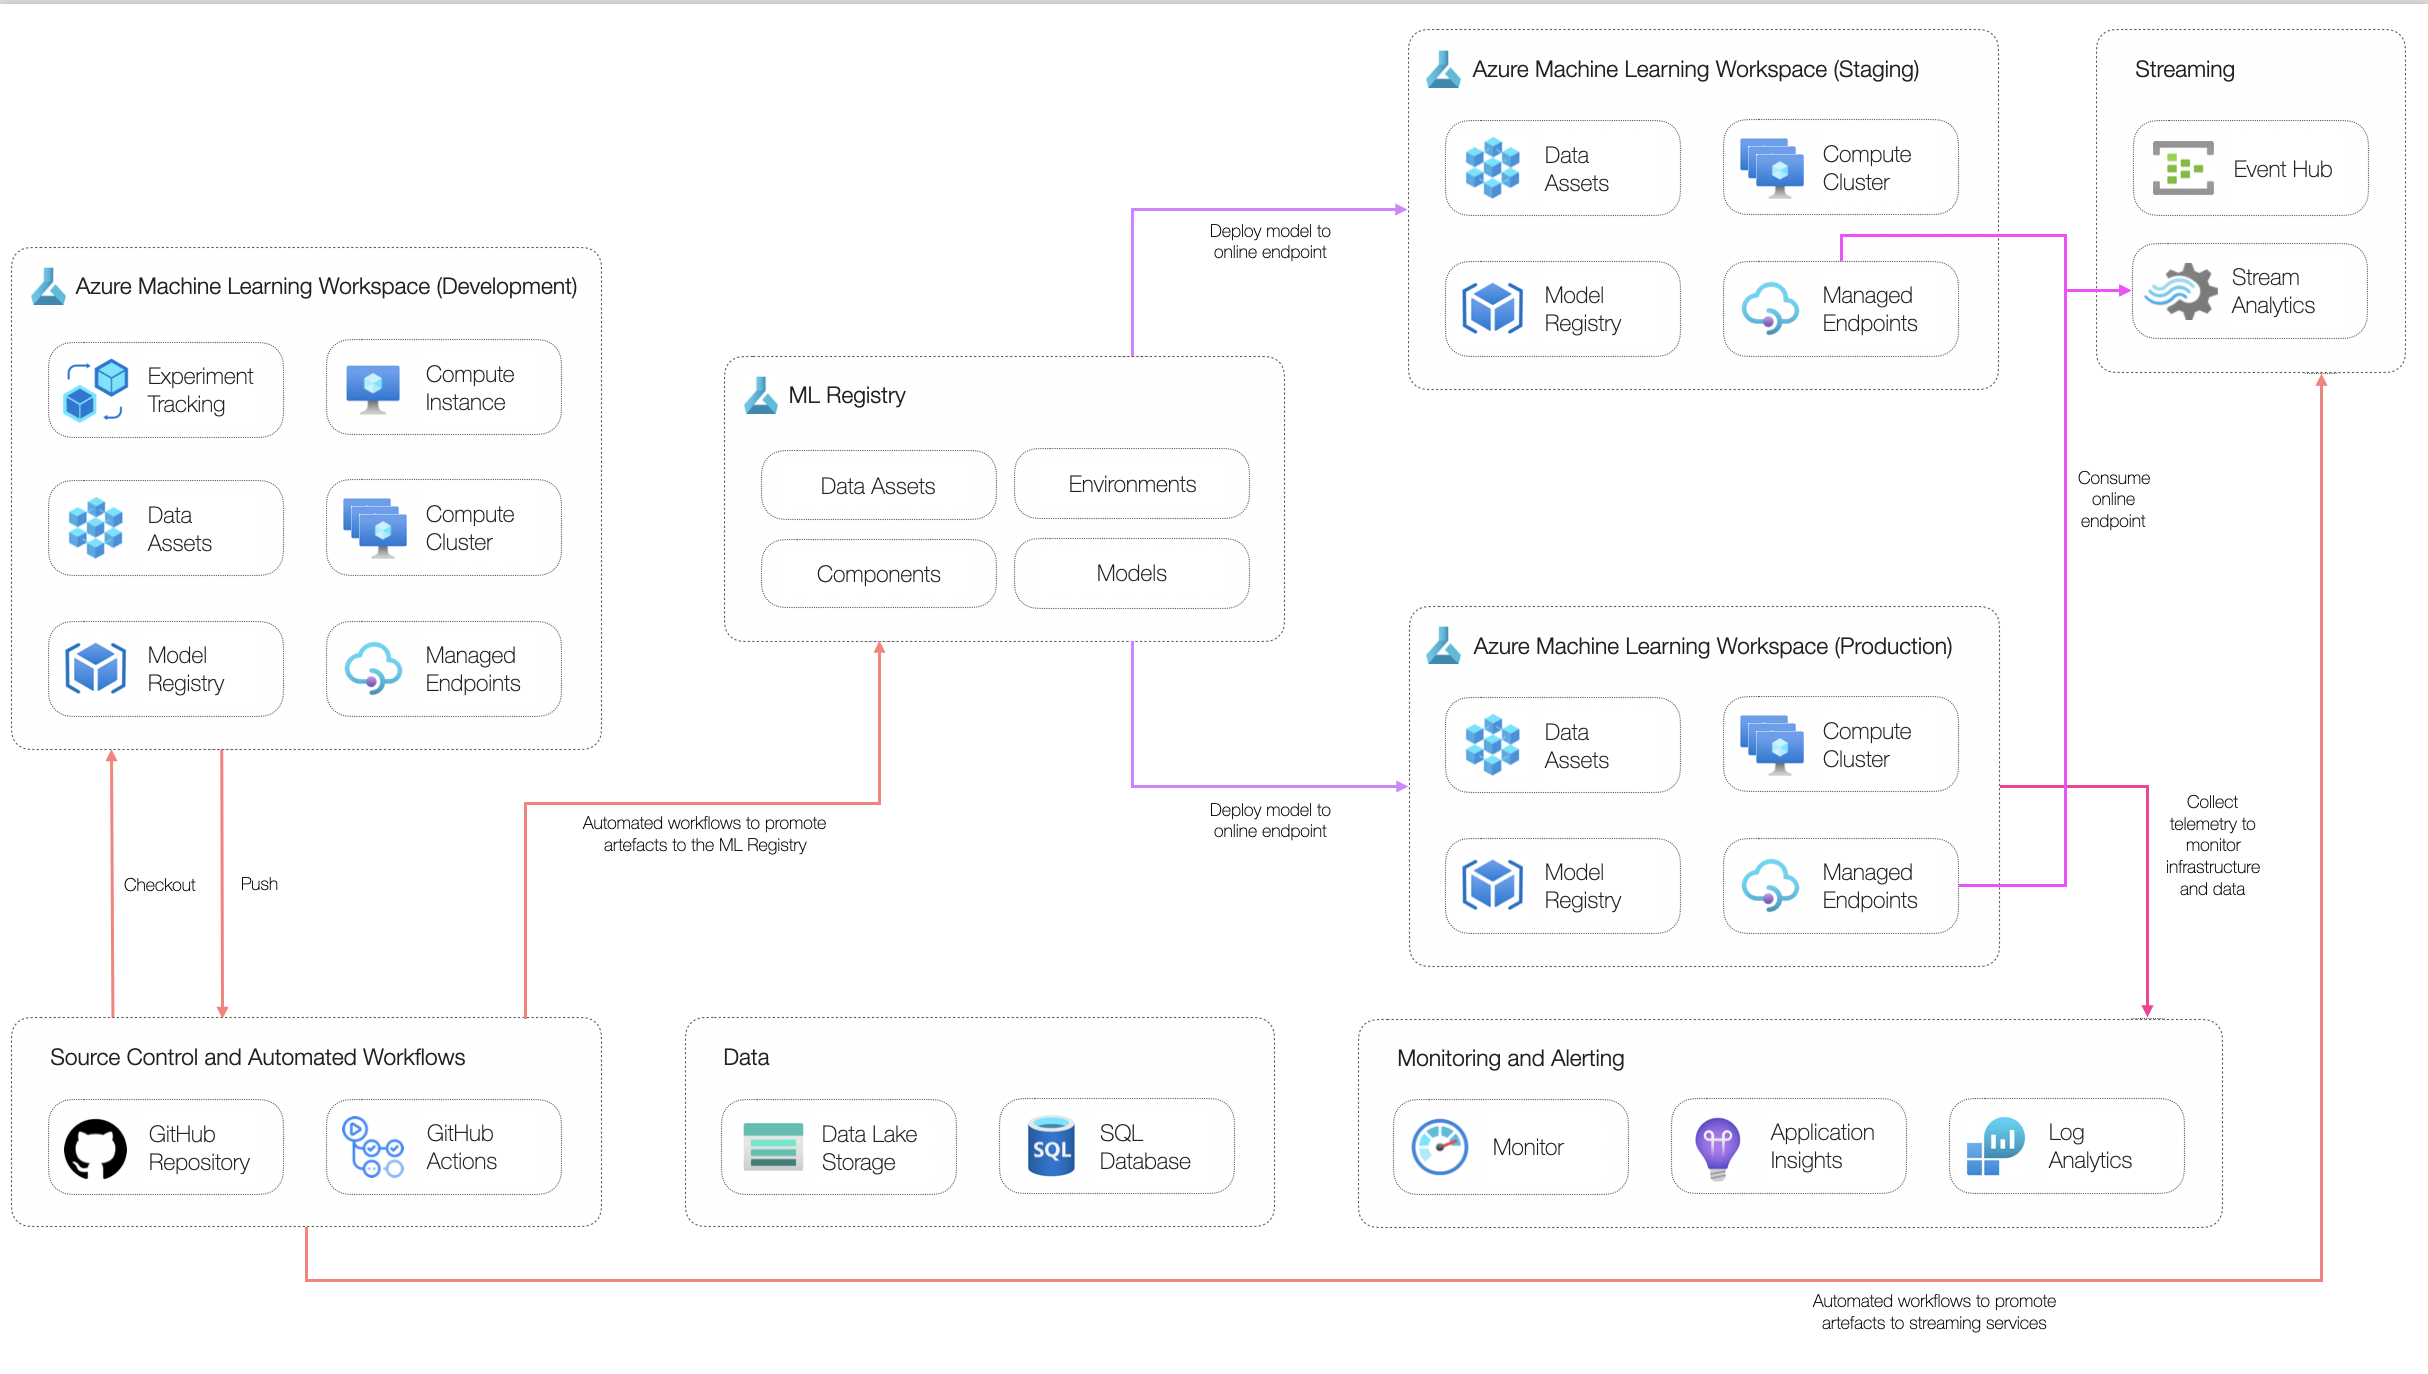 Azure Machine Learning Workspace (Development)
Experiment
Tracking
Compute
Instance
Data
Assets
Compute
Cluster
Model
Registry
Managed
Endpoints
Checkout
Push
Source Control and Automated Workflows
GitHub
Repository
GitHub
Actions
Automated workflows to promote
artefacts to the ML Registry
ML Registry
Data Assets
Environments
Components
Models
Deploy model to
online endpoint
Deploy model to
online endpoint
Data
Data Lake
Storage
SQL
SQL
Database
Azure Machine Learning Workspace (Staging)
Data
Assets
Compute
Cluster
Model
Registry
Managed
Endpoints
Streaming
Event Hub
Stream
Analytics
Consume
online
endpoint
Azure Machine Learning Workspace (Production)
Data
Assets
Compute
Cluster
Model
Registry
Managed
Endpoints
Collect
telemetry to
monitor
infrastructure
and data
Monitoring and Alerting
Monitor
Application
Insights
Log
Analytics
Automated workflows to promote
artefacts to streaming services